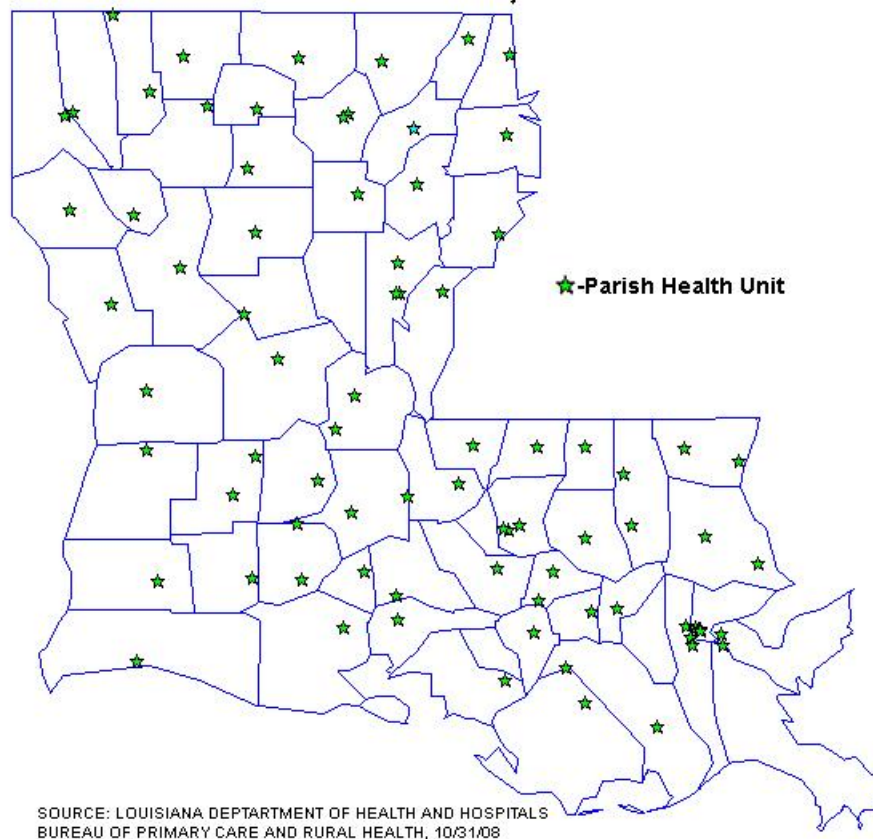 -Parish Health Unit
SOURCE: LOUISIANA DEPTARTMENT OF HEALTH AND HOSPITALS
BUREAU OF PRIMARY CARE AND RURAL HEALTH, 10/31/08